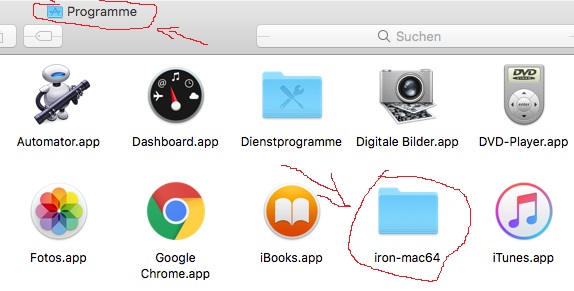 Programme
Suchen
Automator.app
Dashboard.app
Dienstprogramme
Digitale Bilder.app
DVD
DVD-Player.app
Fotos.app
Google
Chrome.app
iBooks.app
iron-mac64
iTunes.app